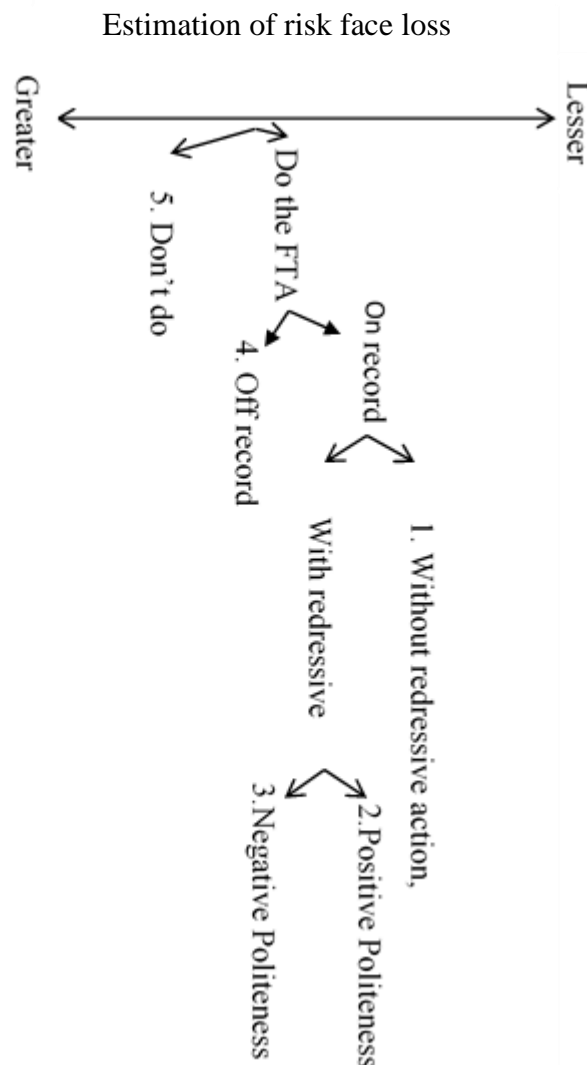 Estimation of risk face loss
Lesser
1. Without redressive action,
On record
2.Positive Politeness
With redressive
Do the FTA
3.Negative Politeness
4. Off record
5. Don't do
Greater